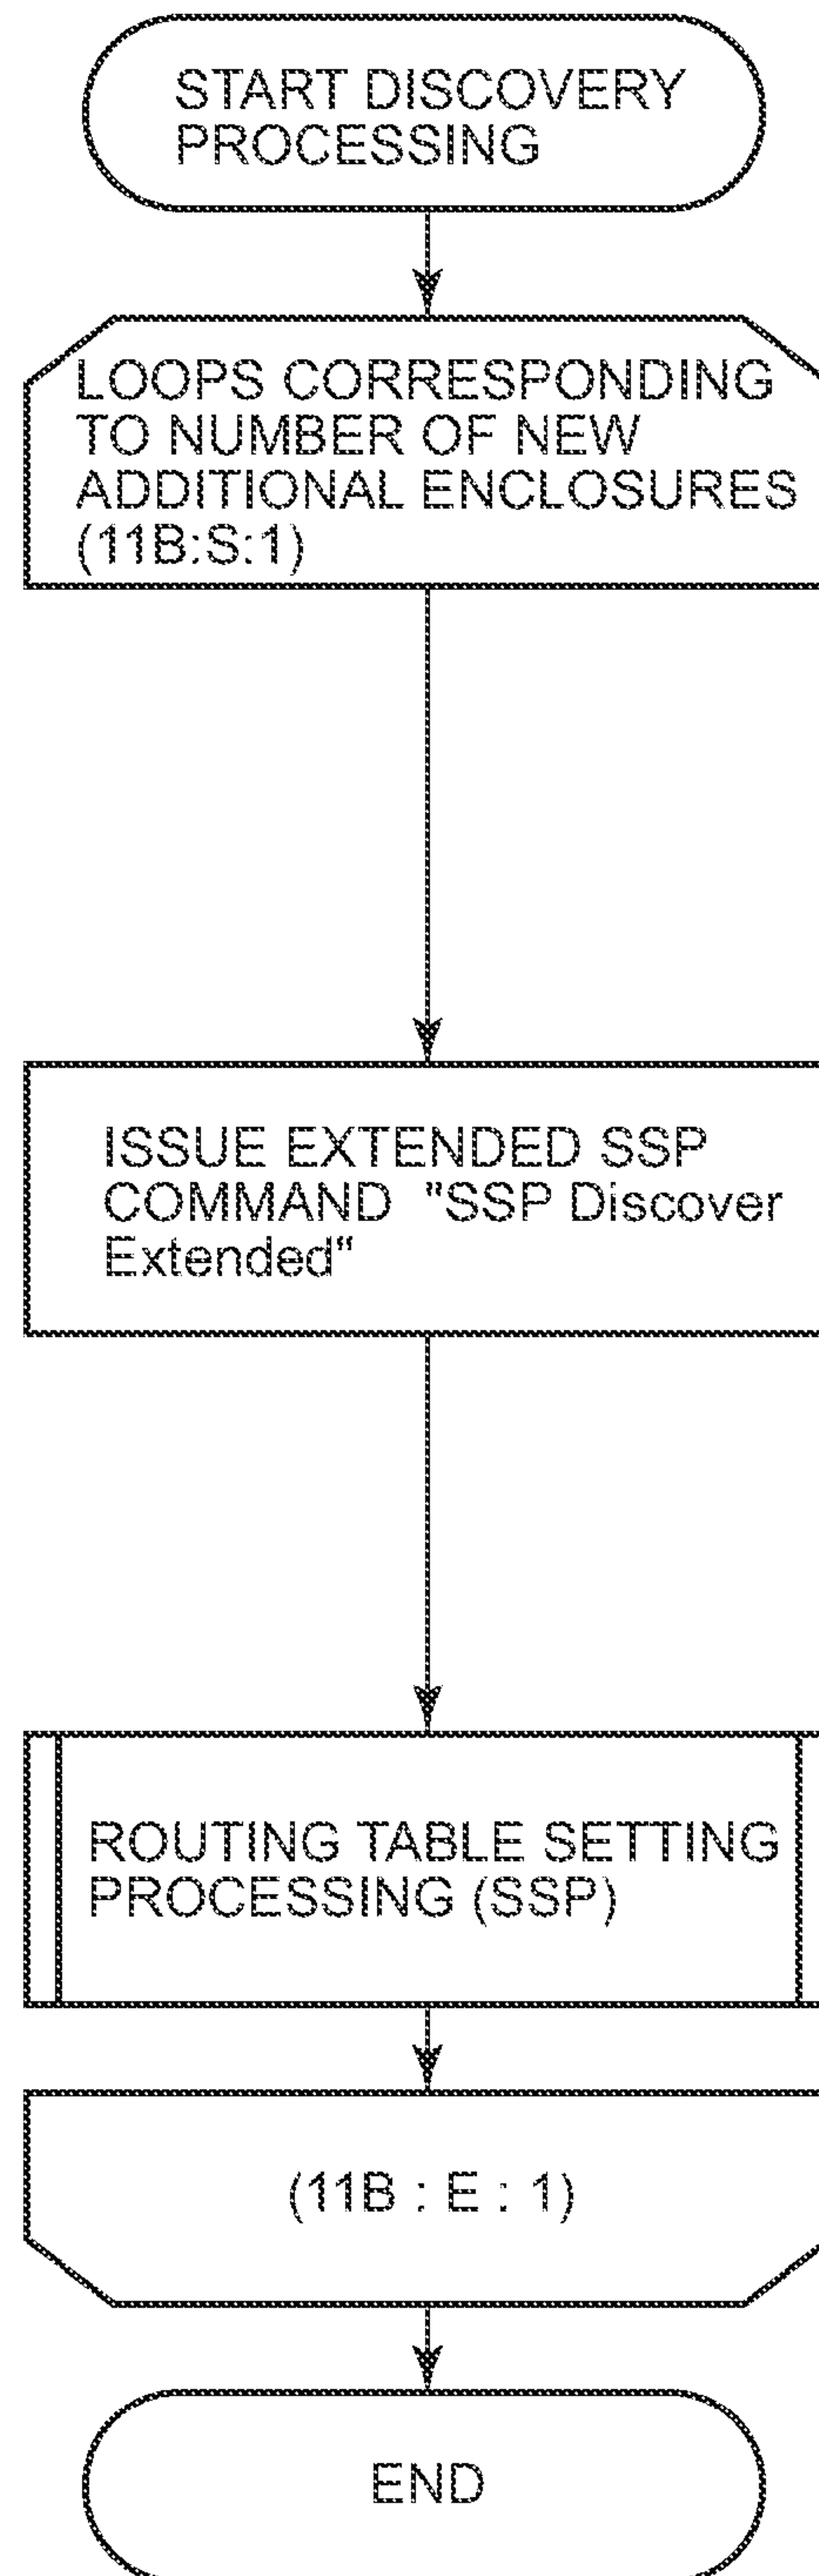 START DISCOVERY
PROCESSING
LOOPS CORRESPONDING
TO NUMBER OF NEW
ADDITIONAL ENCLOSURES
(11B:S:1)
ISSUE EXTENDED SSP
COMMAND "SSP Discover
Extended"
ROUTING TABLE SETTING
PROCESSING (SSP)
(11B : E : 1)
END